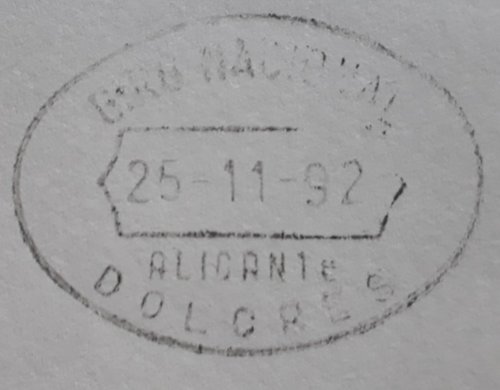 GIRO NACIONAL
25-11-92
ALICANTE
DOLORES